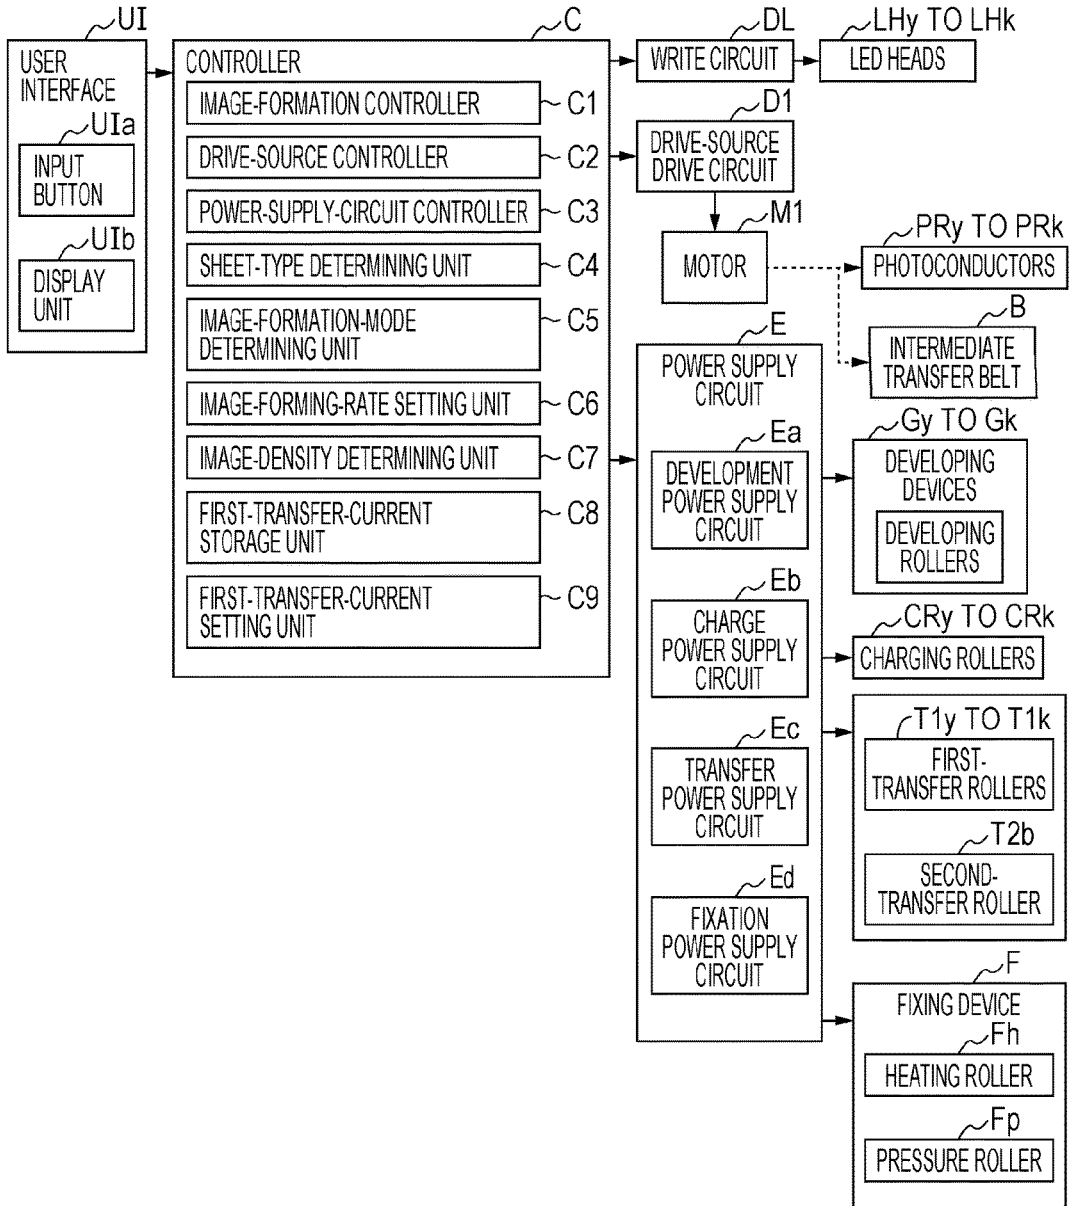 UI
USER
INTERFACE
UIa
INPUT
BUTTON
UIb
DISPLAY
UNIT
C
CONTROLLER
IMAGE-FORMATION CONTROLLER
C1
DRIVE-SOURCE CONTROLLER
C2
POWER-SUPPLY-CIRCUIT CONTROLLER
C3
SHEET-TYPE DETERMINING UNIT
C4
IMAGE-FORMATION-MODE
DETERMINING UNIT
C5
IMAGE-FORMING-RATE SETTING UNIT
C6
IMAGE-DENSITY DETERMINING UNIT
C7
FIRST-TRANSFER-CURRENT
STORAGE UNIT
C8
FIRST-TRANSFER-CURRENT
SETTING UNIT
C9
DL
WRITE CIRCUIT
LHy TO LHk
LED HEADS
D1
DRIVE-SOURCE
DRIVE CIRCUIT
M1
MOTOR
PRy TO PRk
PHOTOCONDUCTORS
B
INTERMEDIATE
TRANSFER BELT
E
POWER SUPPLY
CIRCUIT
Ea
DEVELOPMENT
POWER SUPPLY
CIRCUIT
Eb
CHARGE
POWER SUPPLY
CIRCUIT
Ec
TRANSFER
POWER SUPPLY
CIRCUIT
Ed
FIXATION
POWER SUPPLY
CIRCUIT
Gy TO Gk
DEVELOPING
DEVICES
DEVELOPING
ROLLERS
CRy TO CRk
CHARGING ROLLERS
T1y TO T1k
FIRST-
TRANSFER ROLLERS
T2b
SECOND-
TRANSFER ROLLER
F
FIXING DEVICE
Fh
HEATING ROLLER
Fp
PRESSURE ROLLER